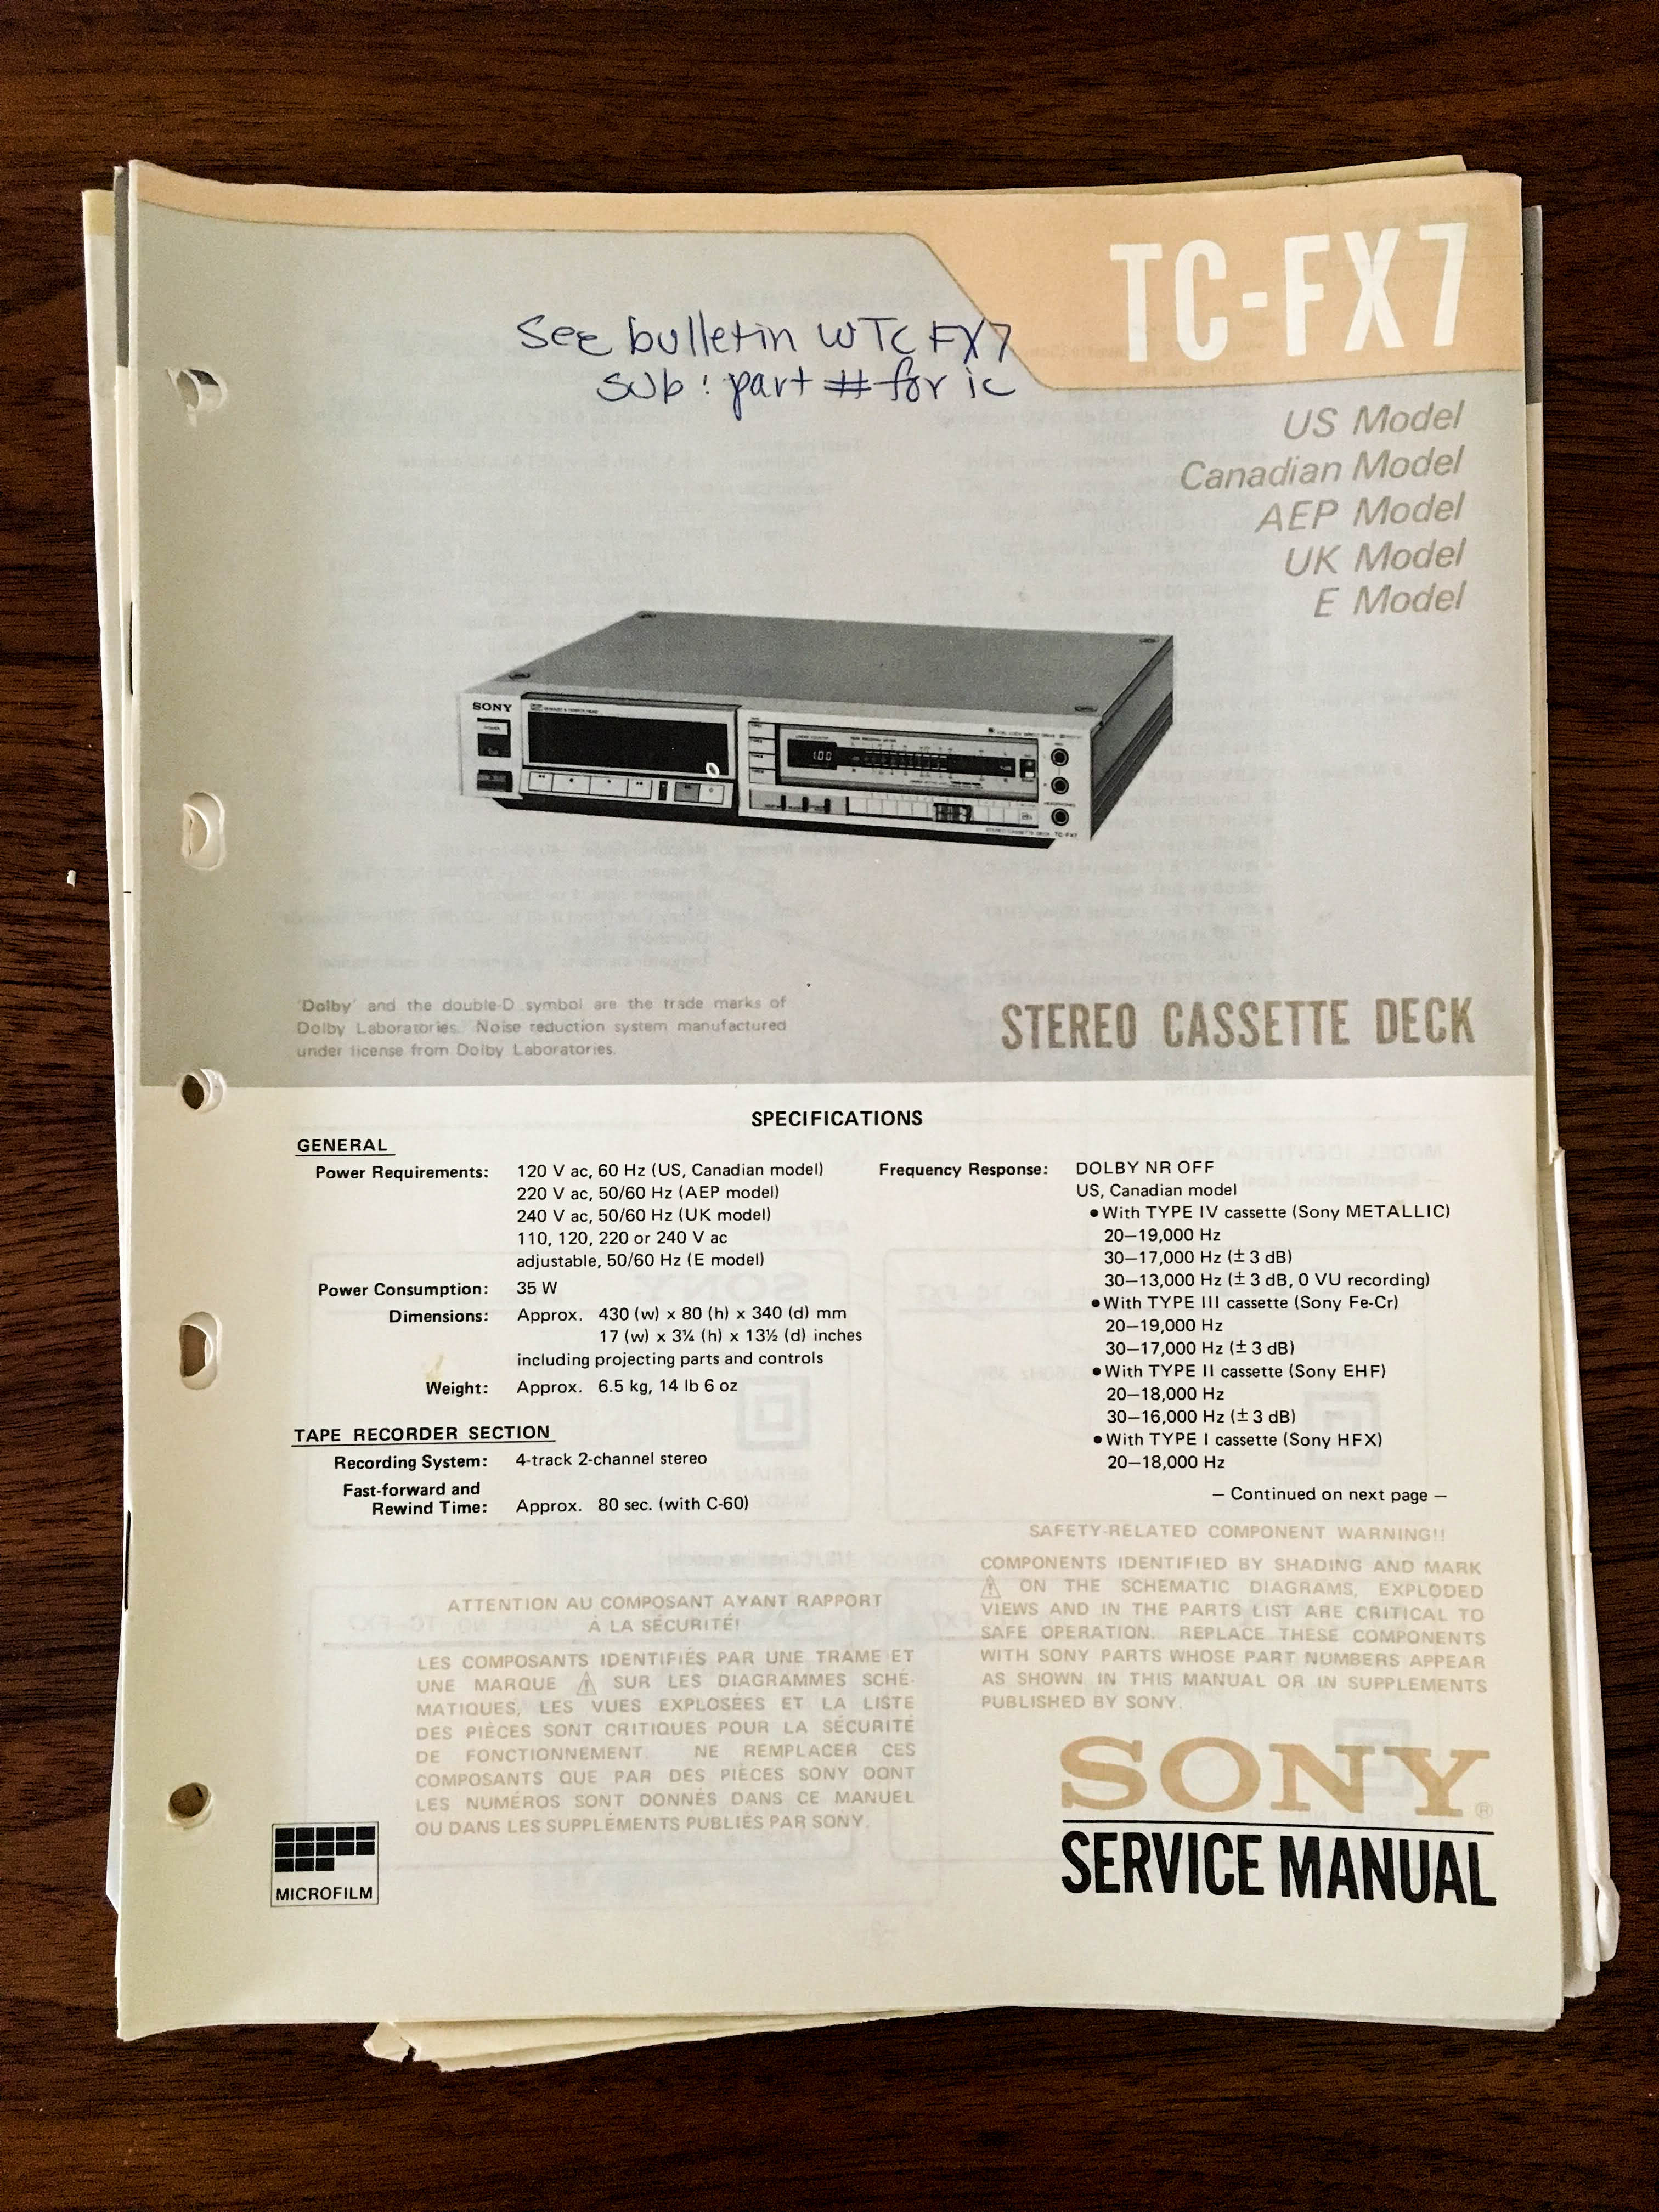 TC-FX7
See bulletin WTC FX7
sub: part # for ic
US Model
Canadian Model
AEP Model
UK Model
E Model
SONY
1.00
HEADPHONES
STEREO CASSETTE DECK TC-FX7
'Dolby' and the double-D symbol are the trade marks of
Dolby Laboratories. Noise reduction system manufactured
under license from Dolby Laboratories.
STEREO CASSETTE DECK
SPECIFICATIONS
GENERAL
Power Requirements: 120 V ac, 60 Hz (US, Canadian model)
220 V ac, 50/60 Hz (AEP model)
240 V ac, 50/60 Hz (UK model)
110, 120, 220 or 240 V ac
adjustable, 50/60 Hz (E model)
Power Consumption: 35 W
Dimensions: Approx. 430 (w) x 80 (h) x 340 (d) mm
17 (w) x 3¼ (h) x 13½ (d) inches
including projecting parts and controls
Weight: Approx. 6.5 kg, 14 lb 6 oz
TAPE RECORDER SECTION
Recording System: 4-track 2-channel stereo
Fast-forward and
Rewind Time: Approx. 80 sec. (with C-60)
Frequency Response: DOLBY NR OFF
US, Canadian model
● With TYPE IV cassette (Sony METALLIC)
20–19,000 Hz
30–17,000 Hz (± 3 dB)
30–13,000 Hz (± 3 dB, 0 VU recording)
● With TYPE III cassette (Sony Fe-Cr)
20–19,000 Hz
30–17,000 Hz (± 3 dB)
● With TYPE II cassette (Sony EHF)
20–18,000 Hz
30–16,000 Hz (± 3 dB)
● With TYPE I cassette (Sony HFX)
20–18,000 Hz
– Continued on next page –
ATTENTION AU COMPOSANT AYANT RAPPORT
À LA SÉCURITÉ!
LES COMPOSANTS IDENTIFIÉS PAR UNE TRAME ET
UNE MARQUE ⚠ SUR LES DIAGRAMMES SCHÉ-
MATIQUES, LES VUES EXPLOSÉES ET LA LISTE
DES PIÈCES SONT CRITIQUES POUR LA SÉCURITÉ
DE FONCTIONNEMENT. NE REMPLACER CES
COMPOSANTS QUE PAR DES PIÈCES SONY DONT
LES NUMÉROS SONT DONNÉS DANS CE MANUEL
OU DANS LES SUPPLÉMENTS PUBLIÉS PAR SONY.
SAFETY-RELATED COMPONENT WARNING!!
COMPONENTS IDENTIFIED BY SHADING AND MARK
⚠ ON THE SCHEMATIC DIAGRAMS, EXPLODED
VIEWS AND IN THE PARTS LIST ARE CRITICAL TO
SAFE OPERATION. REPLACE THESE COMPONENTS
WITH SONY PARTS WHOSE PART NUMBERS APPEAR
AS SHOWN IN THIS MANUAL OR IN SUPPLEMENTS
PUBLISHED BY SONY.
MICROFILM
SONY®
SERVICE MANUAL